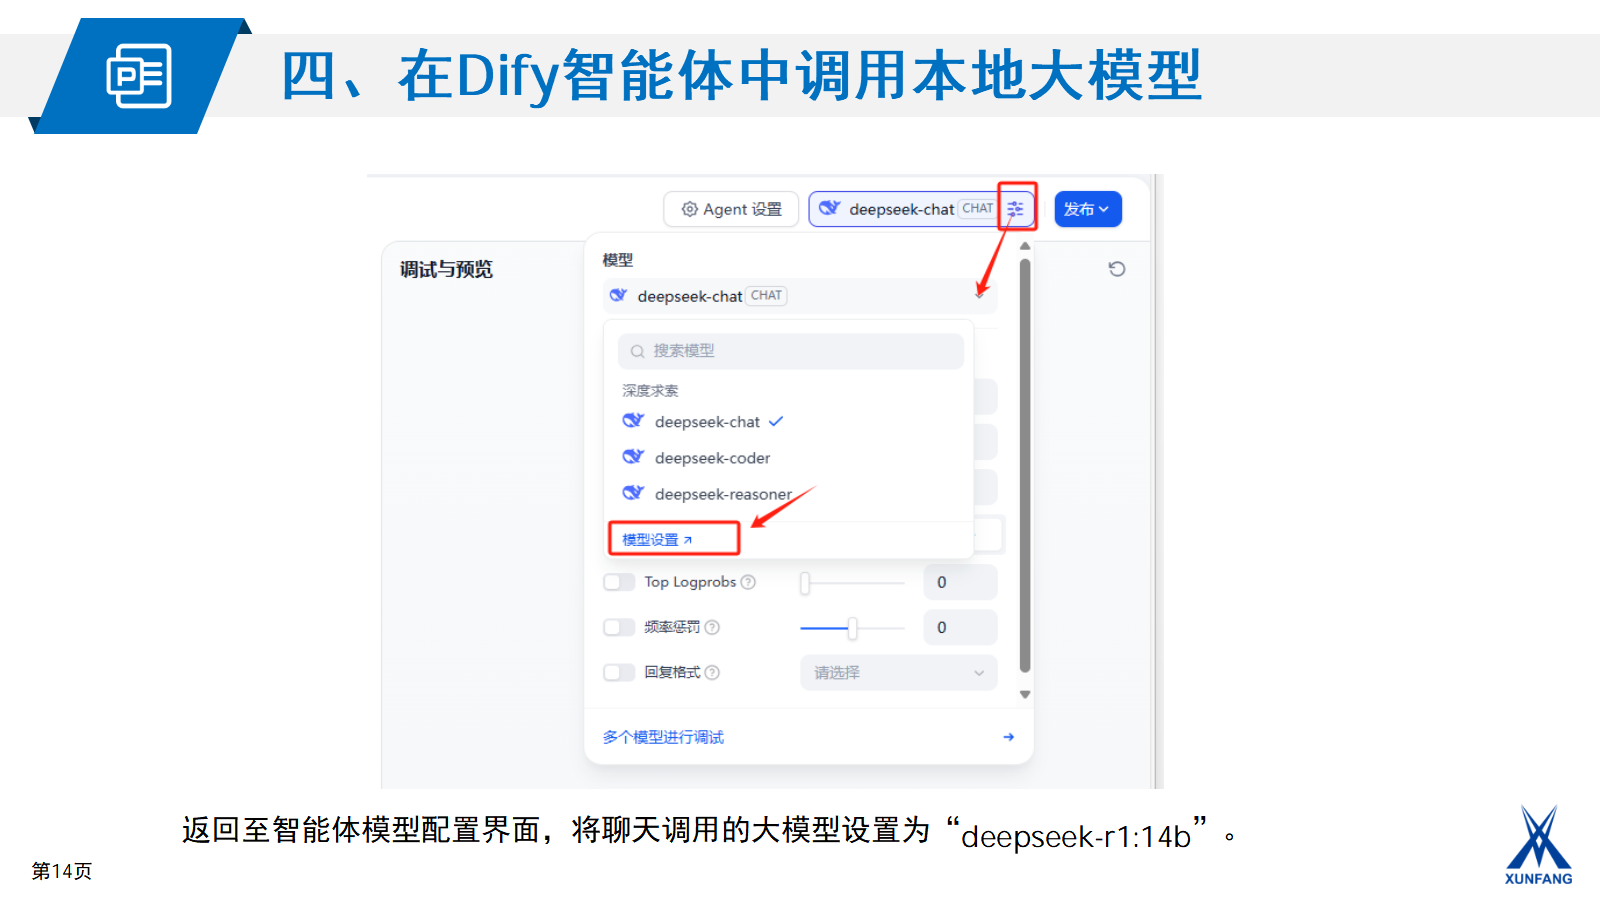 四、在Dify智能体中调用本地大模型
Agent 设置
deepseek-chat CHAT
发布
调试与预览
模型
deepseek-chat CHAT
搜索模型
深度求索
deepseek-chat
deepseek-coder
deepseek-reasoner
模型设置
Top Logprobs
0
频率惩罚
0
回复格式
请选择
多个模型进行调试
返回至智能体模型配置界面，将聊天调用的大模型设置为“deepseek-r1:14b”。
第14页
XUNFANG